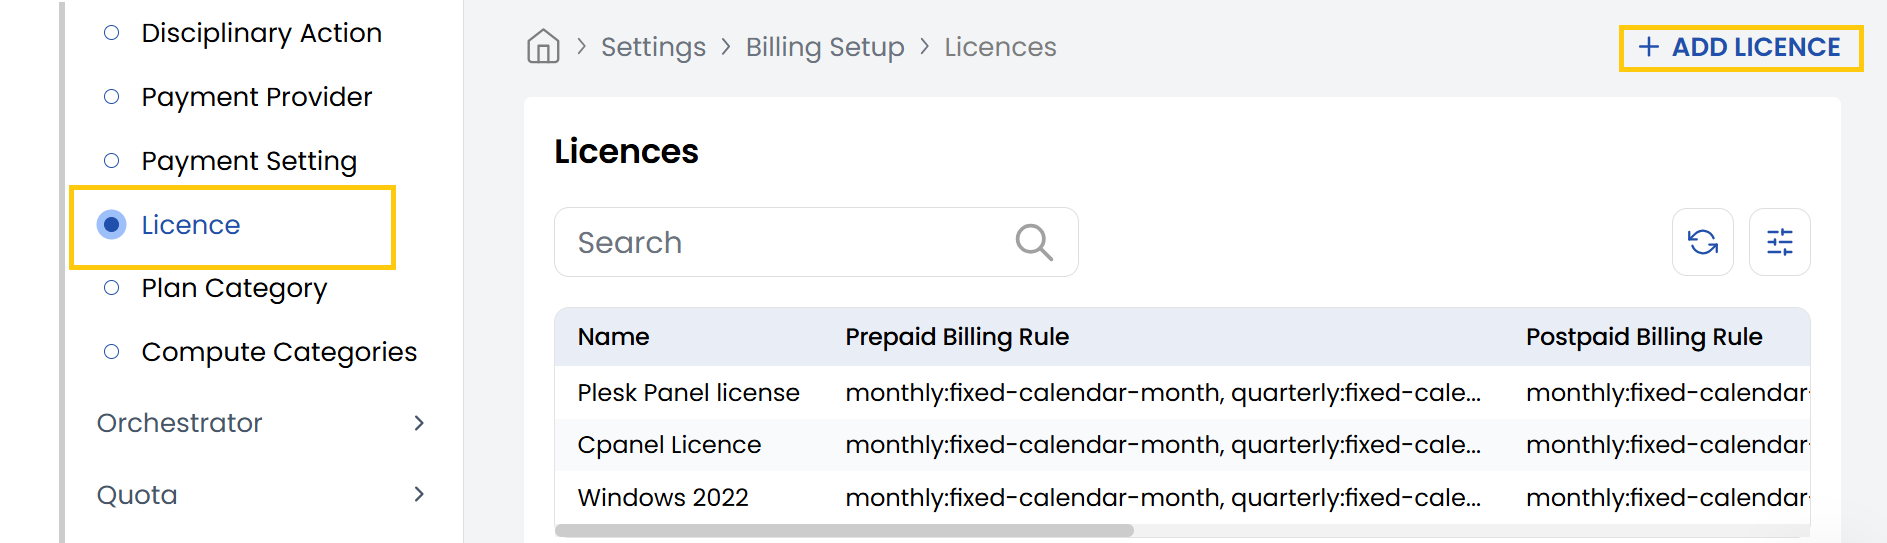 Disciplinary Action
Payment Provider
Payment Setting
Licence
Plan Category
Compute Categories
Orchestrator
Quota
Settings > Billing Setup > Licences
+ ADD LICENCE
Licences
Search
Name Prepaid Billing Rule Postpaid Billing Rule
Plesk Panel license monthly:fixed-calendar-month, quarterly:fixed-cale... monthly:fixed-calendar-
Cpanel Licence monthly:fixed-calendar-month, quarterly:fixed-cale... monthly:fixed-calendar-
Windows 2022 monthly:fixed-calendar-month, quarterly:fixed-cale... monthly:fixed-calendar-